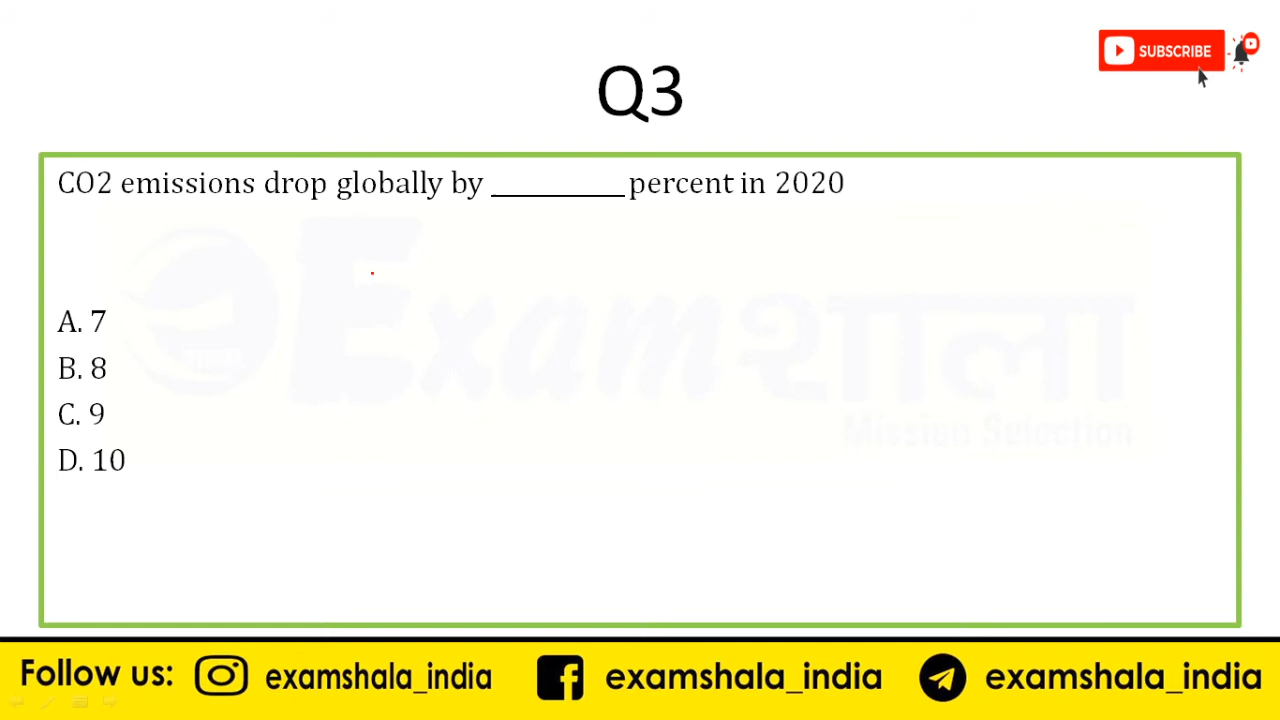 SUBSCRIBE
Q3
CO2 emissions drop globally by __________ percent in 2020
Examशाला
Mission Selection
A. 7
B. 8
C. 9
D. 10
Follow us: examshala_india examshala_india examshala_india